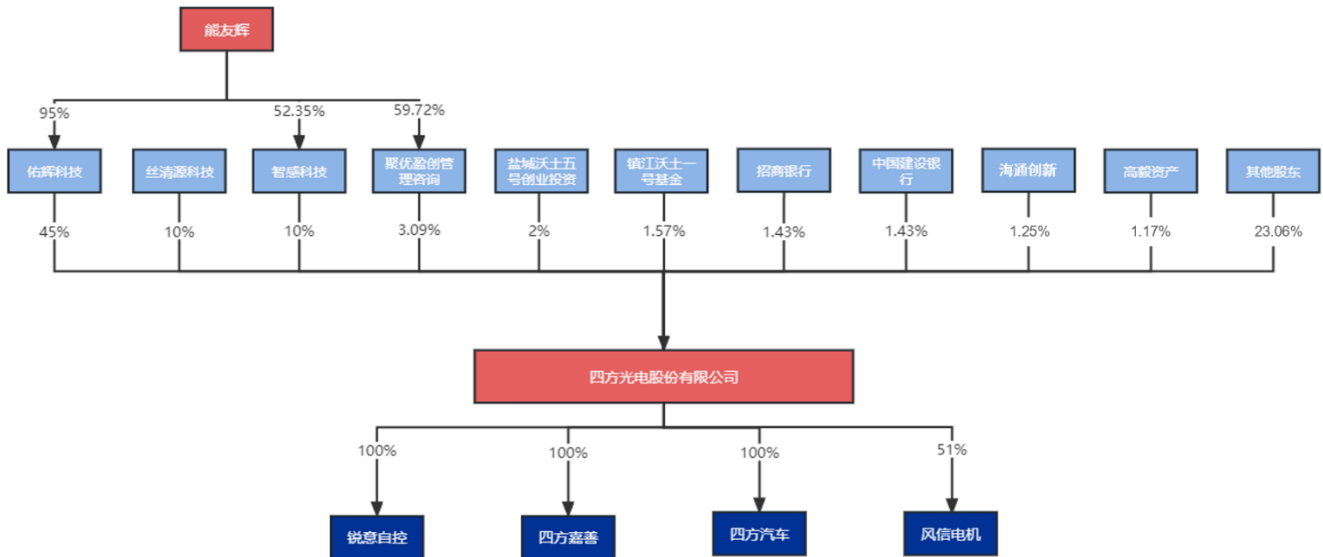 熊友辉
95%
52.35%
59.72%
佑辉科技
丝清源科技
智感科技
聚优盈创管
理咨询
盐城沃土五
号创业投资
镇江沃土一
号基金
招商银行
中国建设银
行
海通创新
高毅资产
其他股东
45%
10%
10%
3.09%
2%
1.57%
1.43%
1.43%
1.25%
1.17%
23.06%
四方光电股份有限公司
100%
100%
100%
51%
锐意自控
四方嘉善
四方汽车
风信电机